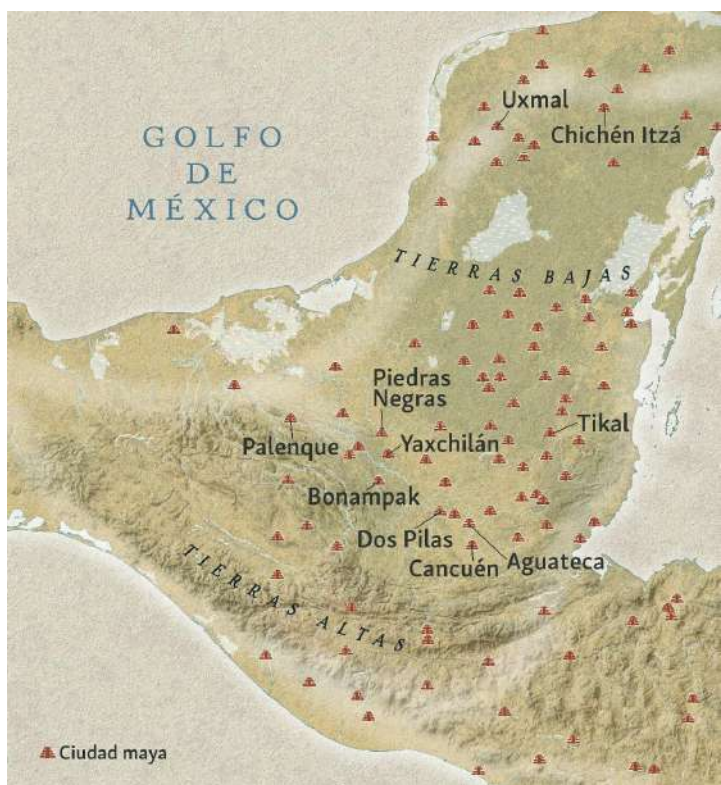 Uxmal
Chichén Itzá
GOLFO
DE
MÉXICO
TIERRAS BAJAS
Piedras
Negras
Tikal
Palenque
Yaxchilán
Bonampak
Dos Pilas
Aguateca
Cancuén
TIERRAS ALTAS
Ciudad maya